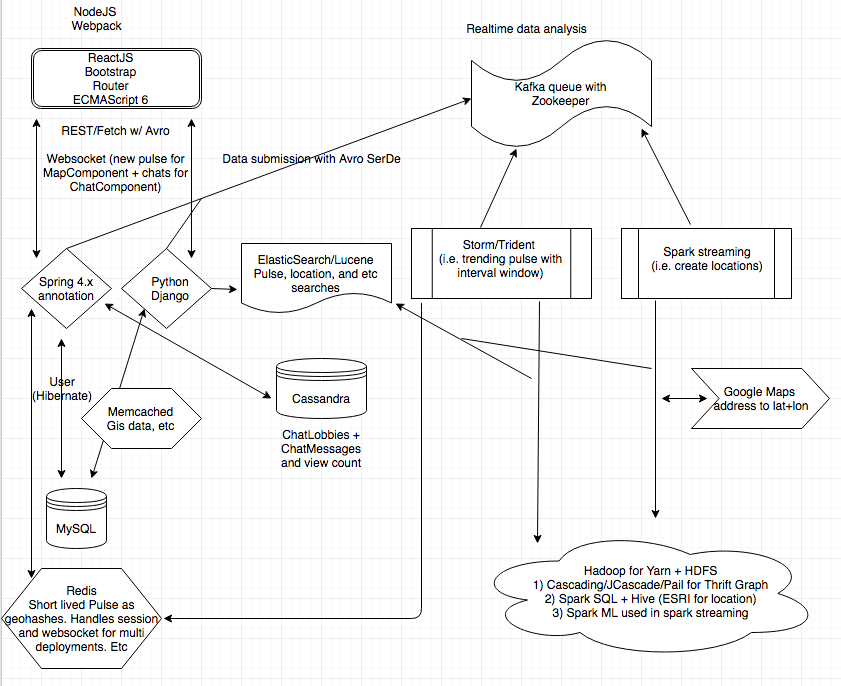 NodeJS
Webpack
ReactJS
Bootstrap
Router
ECMAScript 6
REST/Fetch w/ Avro
Websocket (new pulse for
MapComponent + chats for
ChatComponent)
Realtime data analysis
Kafka queue with
Zookeeper
Data submission with Avro SerDe
Spring 4.x
annotation
Python
Django
ElasticSearch/Lucene
Pulse, location, and etc
searches
Storm/Trident
(i.e. trending pulse with
interval window)
Spark streaming
(i.e. create locations)
User
(Hibernate)
Memcached
Gis data, etc
Cassandra
ChatLobbies +
ChatMessages
and view count
Google Maps
address to lat+lon
MySQL
Redis
Short lived Pulse as
geohashes. Handles session
and websocket for multi
deployments. Etc
Hadoop for Yarn + HDFS
1) Cascading/JCascade/Pail for Thrift Graph
2) Spark SQL + Hive (ESRI for location)
3) Spark ML used in spark streaming